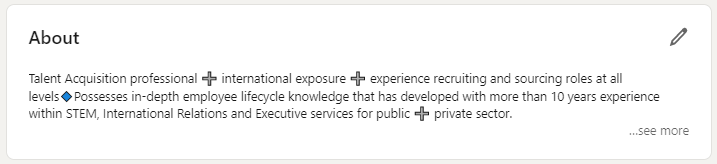 About
Talent Acquisition professional ➕ international exposure ➕ experience recruiting and sourcing roles at all
levels🔷Possesses in-depth employee lifecycle knowledge that has developed with more than 10 years experience
within STEM, International Relations and Executive services for public ➕ private sector.
...see more